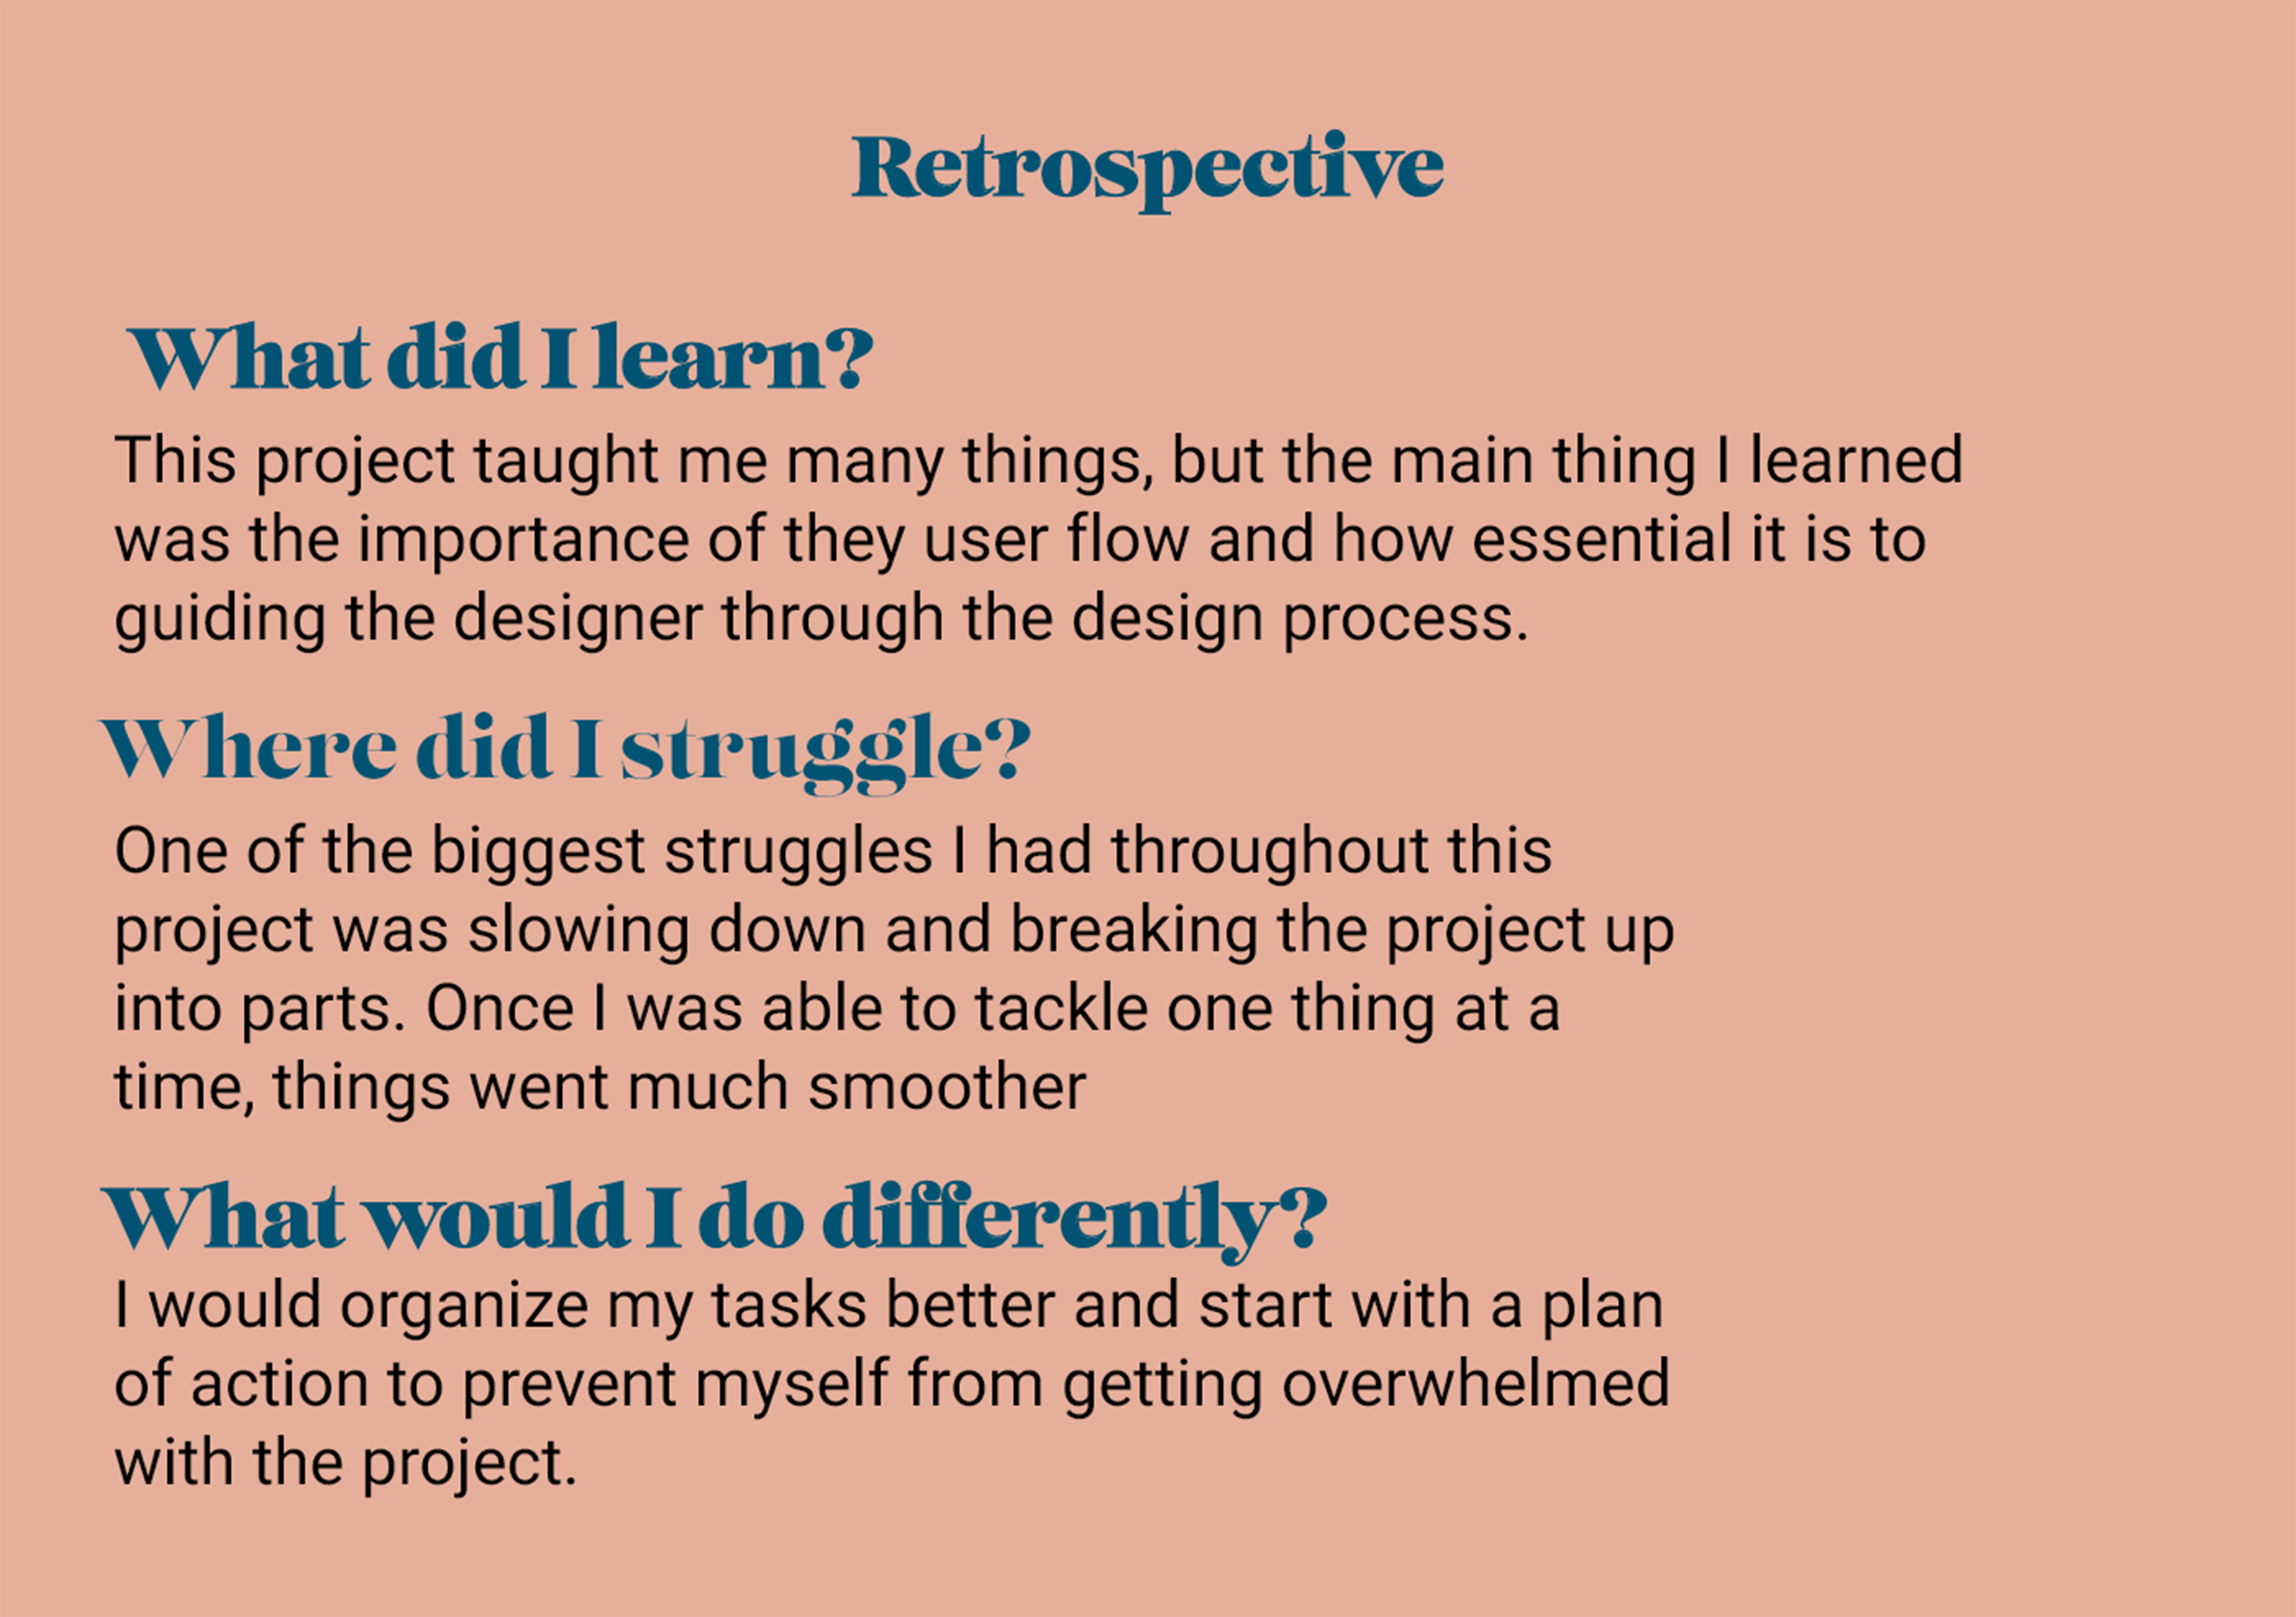 Retrospective
What did I learn?
This project taught me many things, but the main thing I learned
was the importance of they user flow and how essential it is to
guiding the designer through the design process.
Where did I struggle?
One of the biggest struggles I had throughout this
project was slowing down and breaking the project up
into parts. Once I was able to tackle one thing at a
time, things went much smoother
What would I do differently?
I would organize my tasks better and start with a plan
of action to prevent myself from getting overwhelmed
with the project.